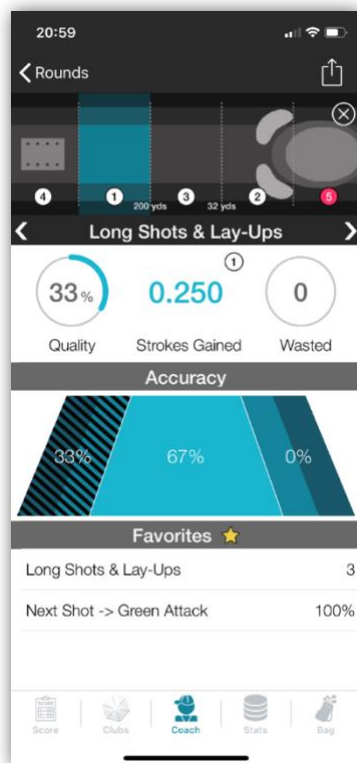 20:59
Rounds
4 1 3 2 5
200 yds 32 yds
Long Shots & Lay-Ups
1
33% 0.250 0
Quality Strokes Gained Wasted
Accuracy
33% 67% 0%
Favorites
Long Shots & Lay-Ups 3
Next Shot -> Green Attack 100%
Score Clubs Coach Stats Bag